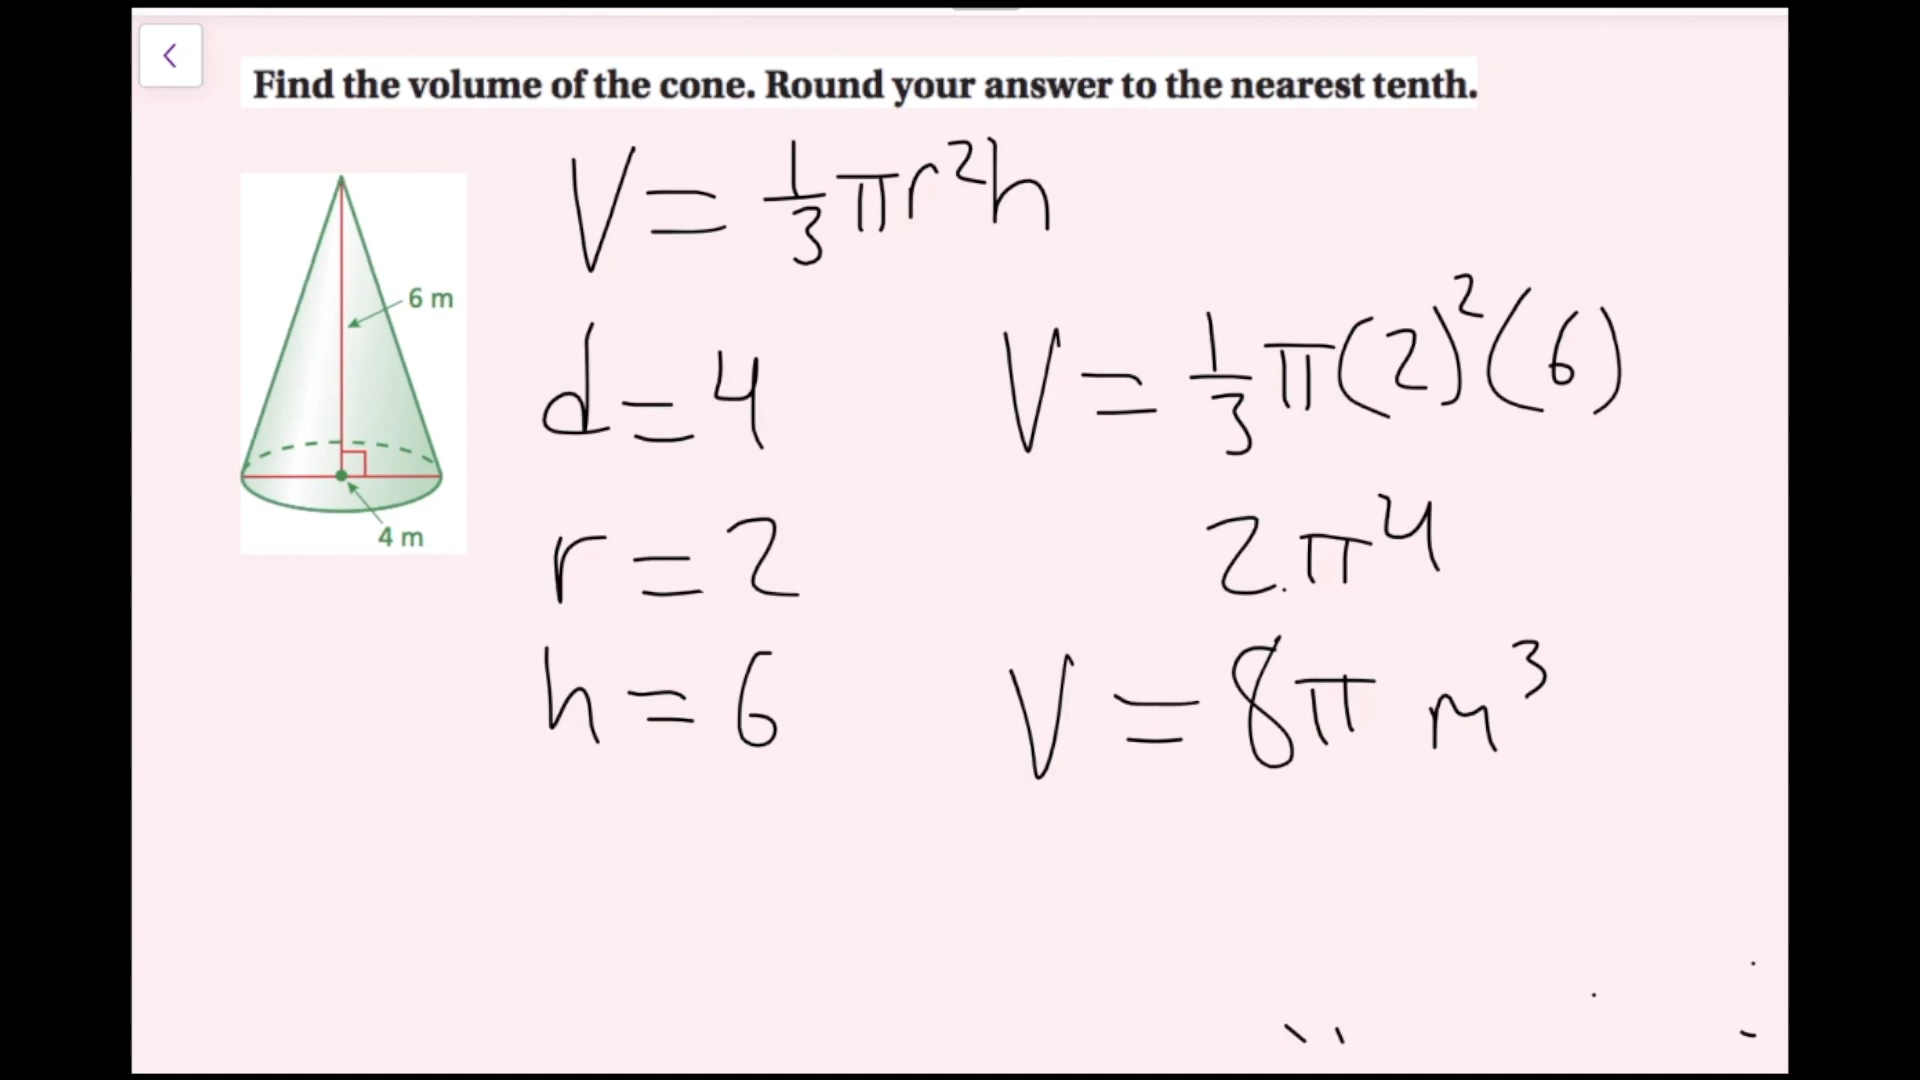 Find the volume of the cone. Round your answer to the nearest tenth.
V = 1/3 πr²h
6 m
4 m
d = 4
r = 2
h = 6
V = 1/3 π(2)²(6)
2.π4
V = 8π m³